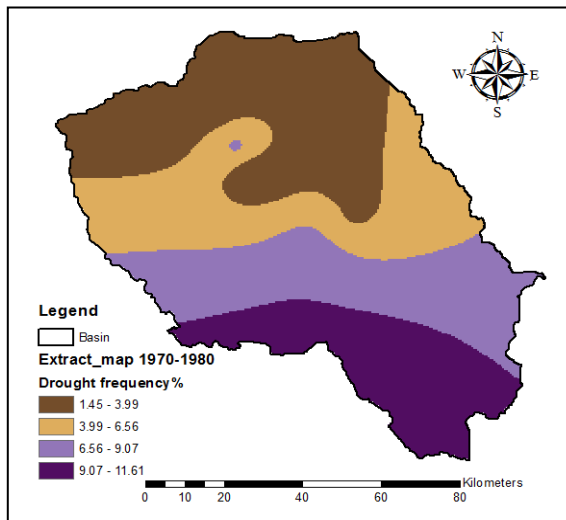 N
W E
S
Legend
Basin
Extract_map 1970-1980
Drought frequency%
1.45 - 3.99
3.99 - 6.56
6.56 - 9.07
9.07 - 11.61
Kilometers
0 10 20 40 60 80